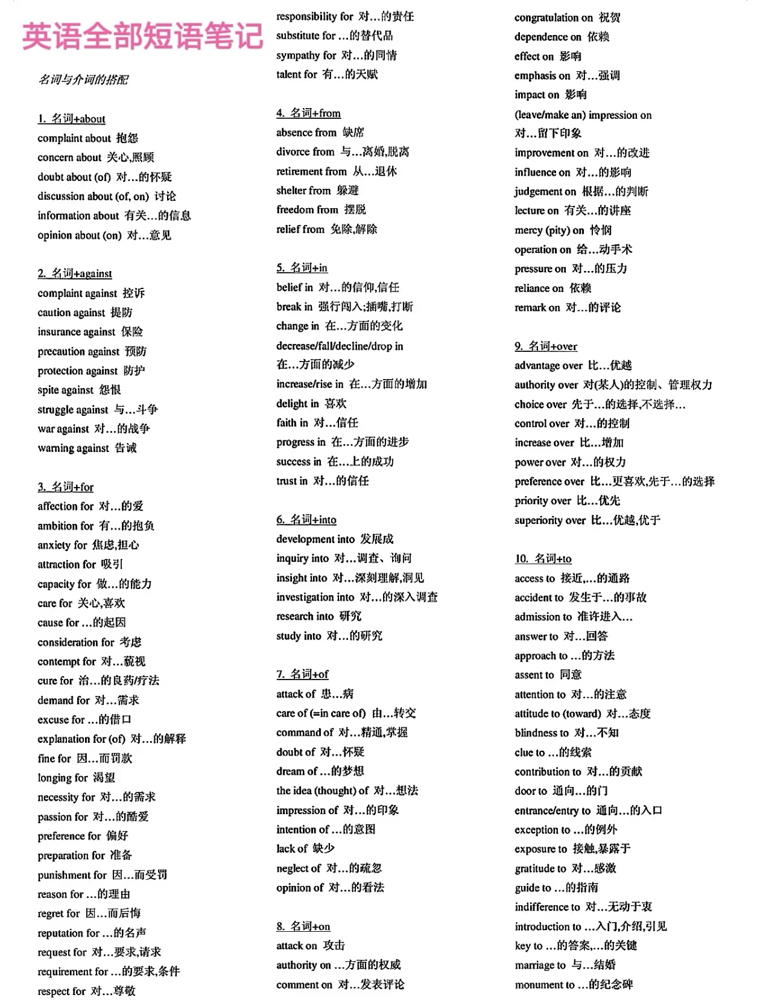 英语全部短语笔记
名词与介词的搭配
1. 名词+about
complaint about 抱怨
concern about 关心,照顾
doubt about (of) 对…的怀疑
discussion about (of, on) 讨论
information about 有关…的信息
opinion about (on) 对…意见
2. 名词+against
complaint against 控诉
caution against 提防
insurance against 保险
precaution against 预防
protection against 防护
spite against 怨恨
struggle against 与…斗争
war against 对…的战争
warning against 告诫
3. 名词+for
affection for 对…的爱
ambition for 有…的抱负
anxiety for 焦虑,担心
attraction for 吸引
capacity for 做…的能力
care for 关心,喜欢
cause for …的起因
consideration for 考虑
contempt for 对…藐视
cure for 治…的良药/疗法
demand for 对…需求
excuse for …的借口
explanation for (of) 对…的解释
fine for 因…而罚款
longing for 渴望
necessity for 对…的需求
passion for 对…的酷爱
preference for 偏好
preparation for 准备
punishment for 因…而受罚
reason for …的理由
regret for 因…而后悔
reputation for …的名声
request for 对…要求,请求
requirement for …的要求,条件
respect for 对…尊敬
responsibility for 对…的责任
substitute for …的替代品
sympathy for 对…的同情
talent for 有…的天赋
4. 名词+from
absence from 缺席
divorce from 与…离婚,脱离
retirement from 从…退休
shelter from 躲避
freedom from 摆脱
relief from 免除,解除
5. 名词+in
belief in 对…的信仰,信任
break in 强行闯入;插嘴,打断
change in 在…方面的变化
decrease/fall/decline/drop in
在…方面的减少
increase/rise in 在…方面的增加
delight in 喜欢
faith in 对…信任
progress in 在…方面的进步
success in 在…上的成功
trust in 对…的信任
6. 名词+into
development into 发展成
inquiry into 对…调查、询问
insight into 对…深刻理解,洞见
investigation into 对…的深入调查
research into 研究
study into 对…的研究
7. 名词+of
attack of 患…病
care of (=in care of) 由…转交
command of 对…精通,掌握
doubt of 对…怀疑
dream of …的梦想
the idea (thought) of 对…想法
impression of 对…的印象
intention of …的意图
lack of 缺少
neglect of 对…的疏忽
opinion of 对…的看法
8. 名词+on
attack on 攻击
authority on …方面的权威
comment on 对…发表评论
congratulation on 祝贺
dependence on 依赖
effect on 影响
emphasis on 对…强调
impact on 影响
(leave/make an) impression on
对…留下印象
improvement on 对…的改进
influence on 对…的影响
judgement on 根据…的判断
lecture on 有关…的讲座
mercy (pity) on 怜悯
operation on 给…动手术
pressure on 对…的压力
reliance on 依赖
remark on 对…的评论
9. 名词+over
advantage over 比…优越
authority over 对(某人)的控制、管理权力
choice over 先于…的选择,不选择…
control over 对…的控制
increase over 比…增加
power over 对…的权力
preference over 比…更喜欢,先于…的选择
priority over 比…优先
superiority over 比…优越,优于
10. 名词+to
access to 接近,…的通路
accident to 发生于…的事故
admission to 准许进入…
answer to 对…回答
approach to …的方法
assent to 同意
attention to 对…的注意
attitude to (toward) 对…态度
blindness to 对…不知
clue to …的线索
contribution to 对…的贡献
door to 通向…的门
entrance/entry to 通向…的入口
exception to …的例外
exposure to 接触,暴露于
gratitude to 对…感激
guide to …的指南
indifference to 对…无动于衷
introduction to …入门,介绍,引见
key to …的答案,…的关键
marriage to 与…结婚
monument to …的纪念碑